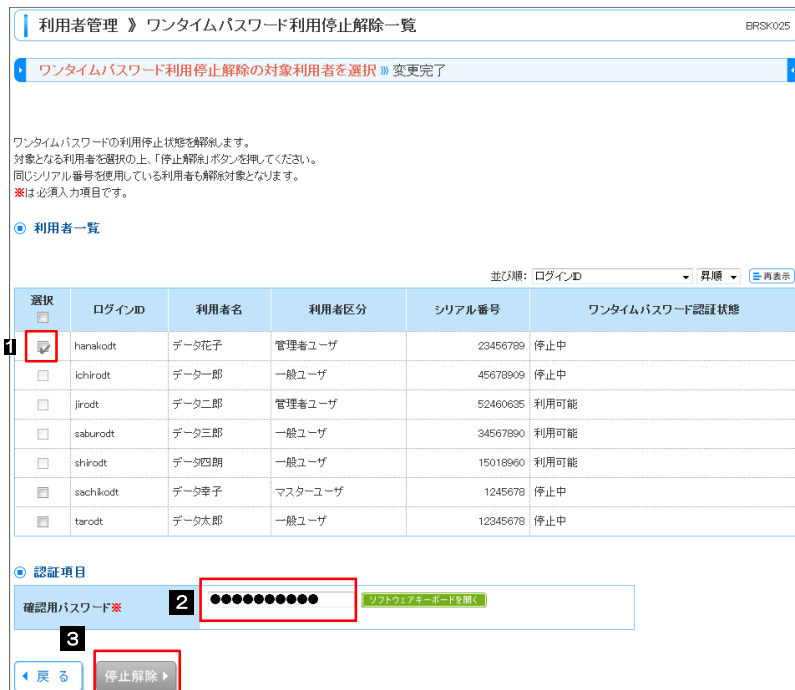 利用者管理 》 ワンタイムパスワード利用停止解除一覧 BRSK025
ワンタイムパスワード利用停止解除の対象利用者を選択 》 変更完了
ワンタイムパスワードの利用停止状態を解除します。
対象となる利用者を選択の上、「停止解除」ボタンを押してください。
同じシリアル番号を使用している利用者も解除対象となります。
※は必須入力項目です。
利用者一覧
並び順: ログインID 昇順 再表示
選択 ログインID 利用者名 利用者区分 シリアル番号 ワンタイムパスワード認証状態
1 hanakodt データ花子 管理者ユーザ 23456789 停止中
ichirodt データ一郎 一般ユーザ 45678909 停止中
jirodt データ二郎 管理者ユーザ 52460635 利用可能
saburodt データ三郎 一般ユーザ 34567890 利用可能
shirodt データ四朗 一般ユーザ 15018960 利用可能
sachikodt データ幸子 マスターユーザ 1245678 停止中
tarodt データ太郎 一般ユーザ 12345678 停止中
認証項目
確認用パスワード※ 2 ●●●●●●●●●● ソフトウェアキーボードを開く
3
戻る 停止解除